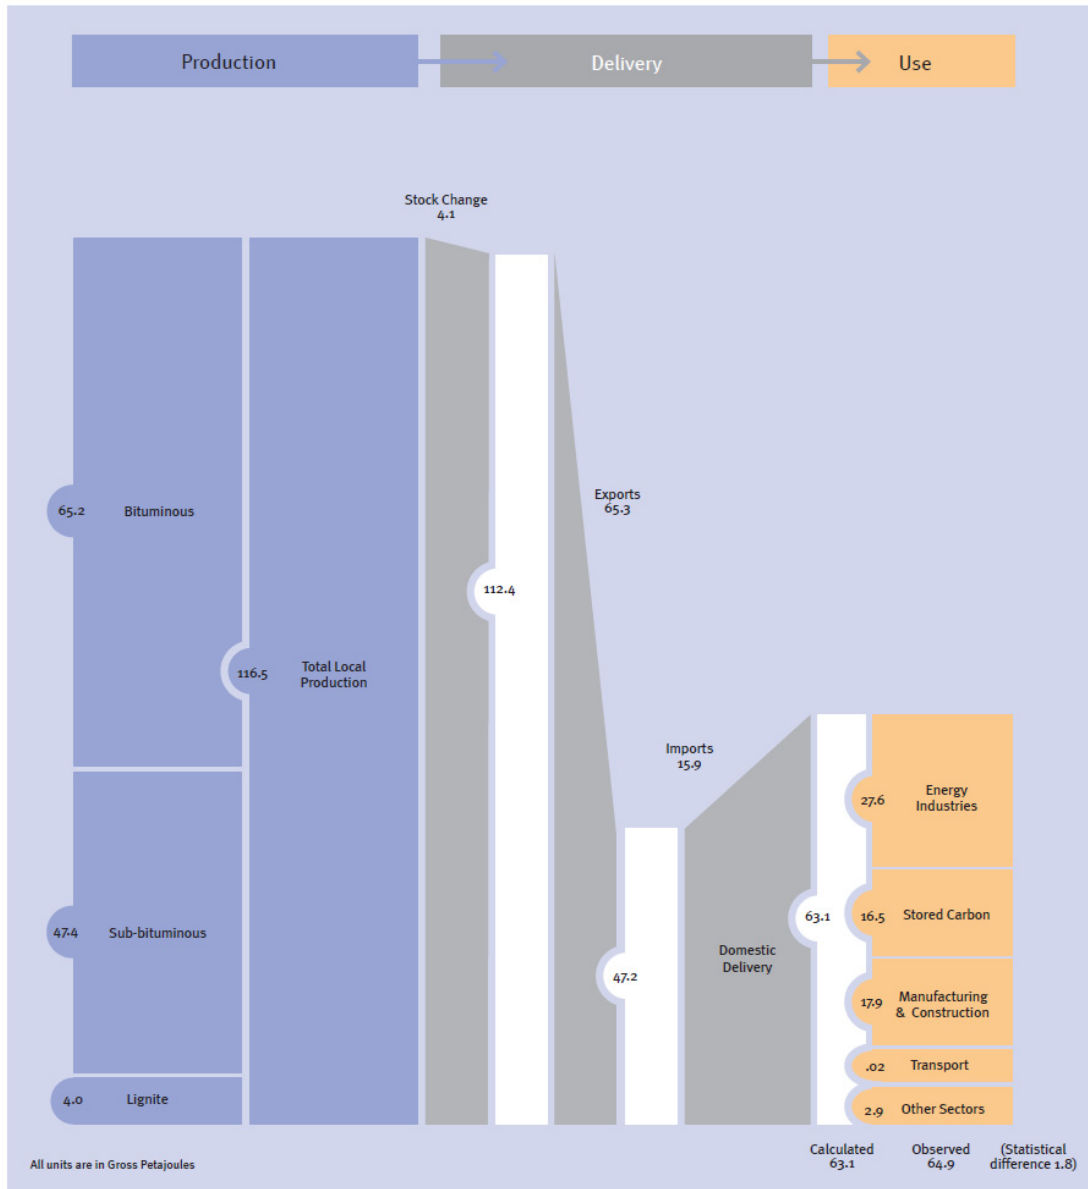 Production
Delivery
Use
Stock Change
4.1
65.2
Bituminous
Exports
65.3
112.4
116.5
Total Local
Production
Imports
15.9
27.6
Energy
Industries
47.4
Sub-bituminous
63.1
16.5
Stored Carbon
Domestic
Delivery
47.2
17.9
Manufacturing
& Construction
.02
Transport
4.0
Lignite
2.9
Other Sectors
All units are in Gross Petajoules
Calculated
63.1
Observed
64.9
(Statistical
difference 1.8)